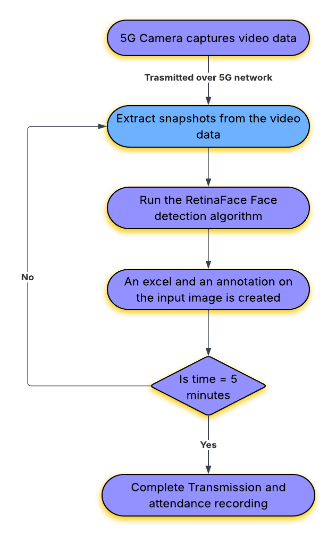 5G Camera captures video data
Trasmitted over 5G network
Extract snapshots from the video
data
Run the RetinaFace Face
detection algorithm
An excel and an annotation on
the input image is created
No
Is time = 5
minutes
Yes
Complete Transmission and
attendance recording